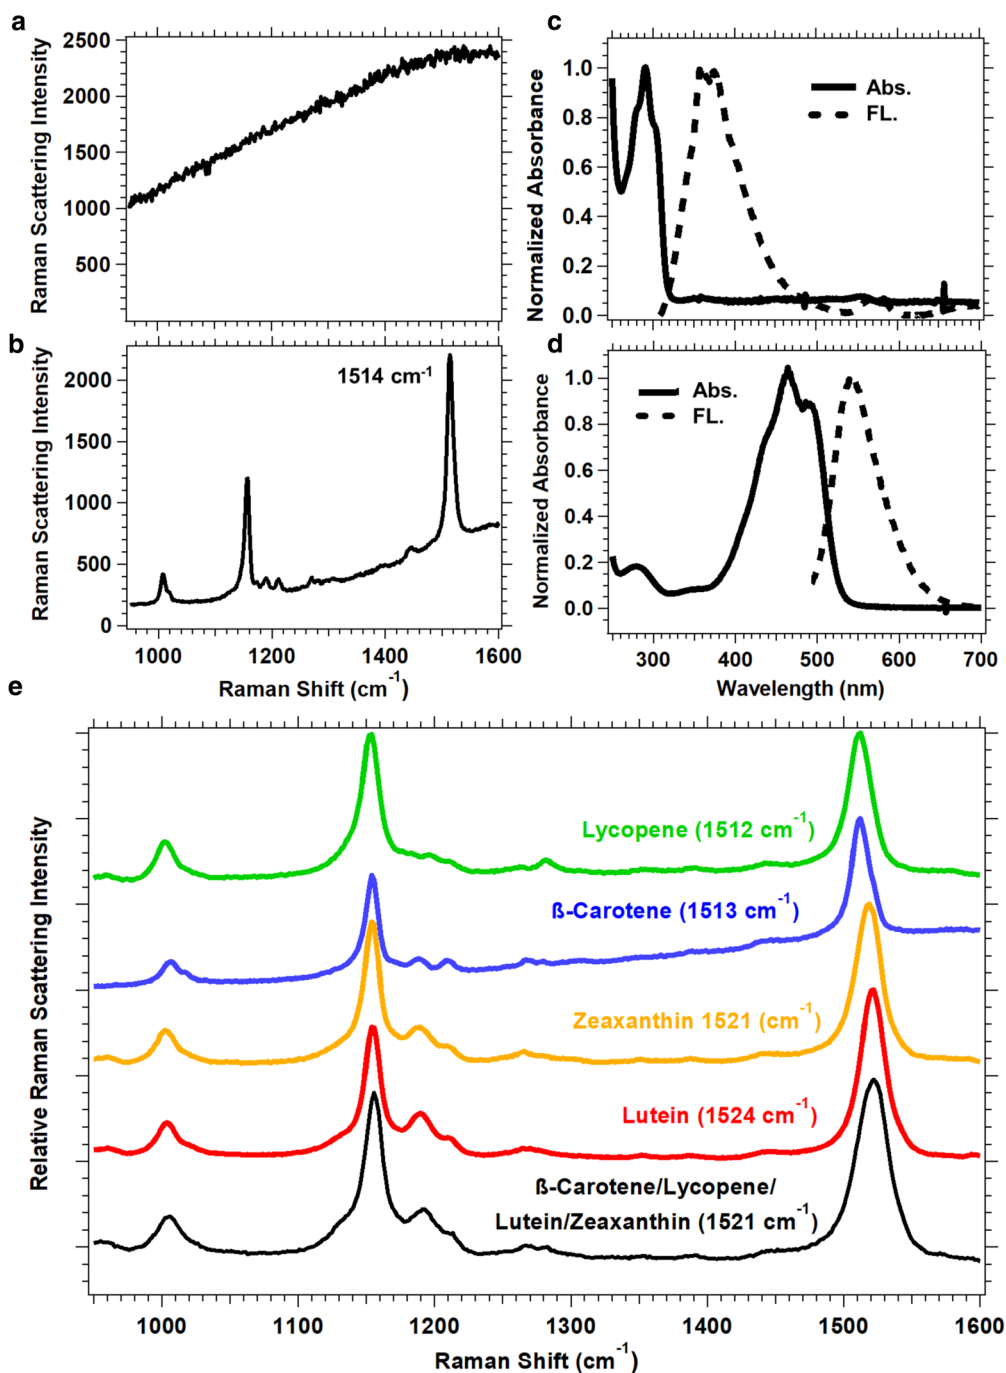 a
Raman Scattering Intensity
2500
2000
1500
1000
500
c
Normalized Absorbance
1.0
0.8
0.6
0.4
0.2
0.0
Abs.
FL.
b
Raman Scattering Intensity
2000
1500
1000
500
0
1514 cm-1
1000 1200 1400 1600
Raman Shift (cm-1)
d
Normalized Absorbance
1.0
0.8
0.6
0.4
0.2
0.0
Abs.
FL.
300 400 500 600 700
Wavelength (nm)
e
Relative Raman Scattering Intensity
Lycopene (1512 cm-1)
ß-Carotene (1513 cm-1)
Zeaxanthin 1521 (cm-1)
Lutein (1524 cm-1)
ß-Carotene/Lycopene/
Lutein/Zeaxanthin (1521 cm-1)
1000 1100 1200 1300 1400 1500 1600
Raman Shift (cm-1)